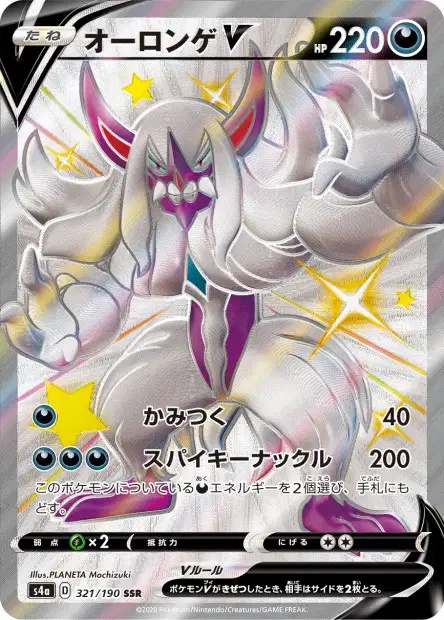 たね オーロンゲV HP220
かみつく 40
スパイキーナックル 200
このポケモンについているエネルギーを2個選び、手札にも
どす。
弱点 ×2 抵抗力 にげる
Illus.PLANETA Mochizuki
Vルール
s4a D 321/190 SSR ポケモンVがきぜつしたとき、相手はサイドを2枚とる。
©2020 Pokémon/Nintendo/Creatures/GAME FREAK.